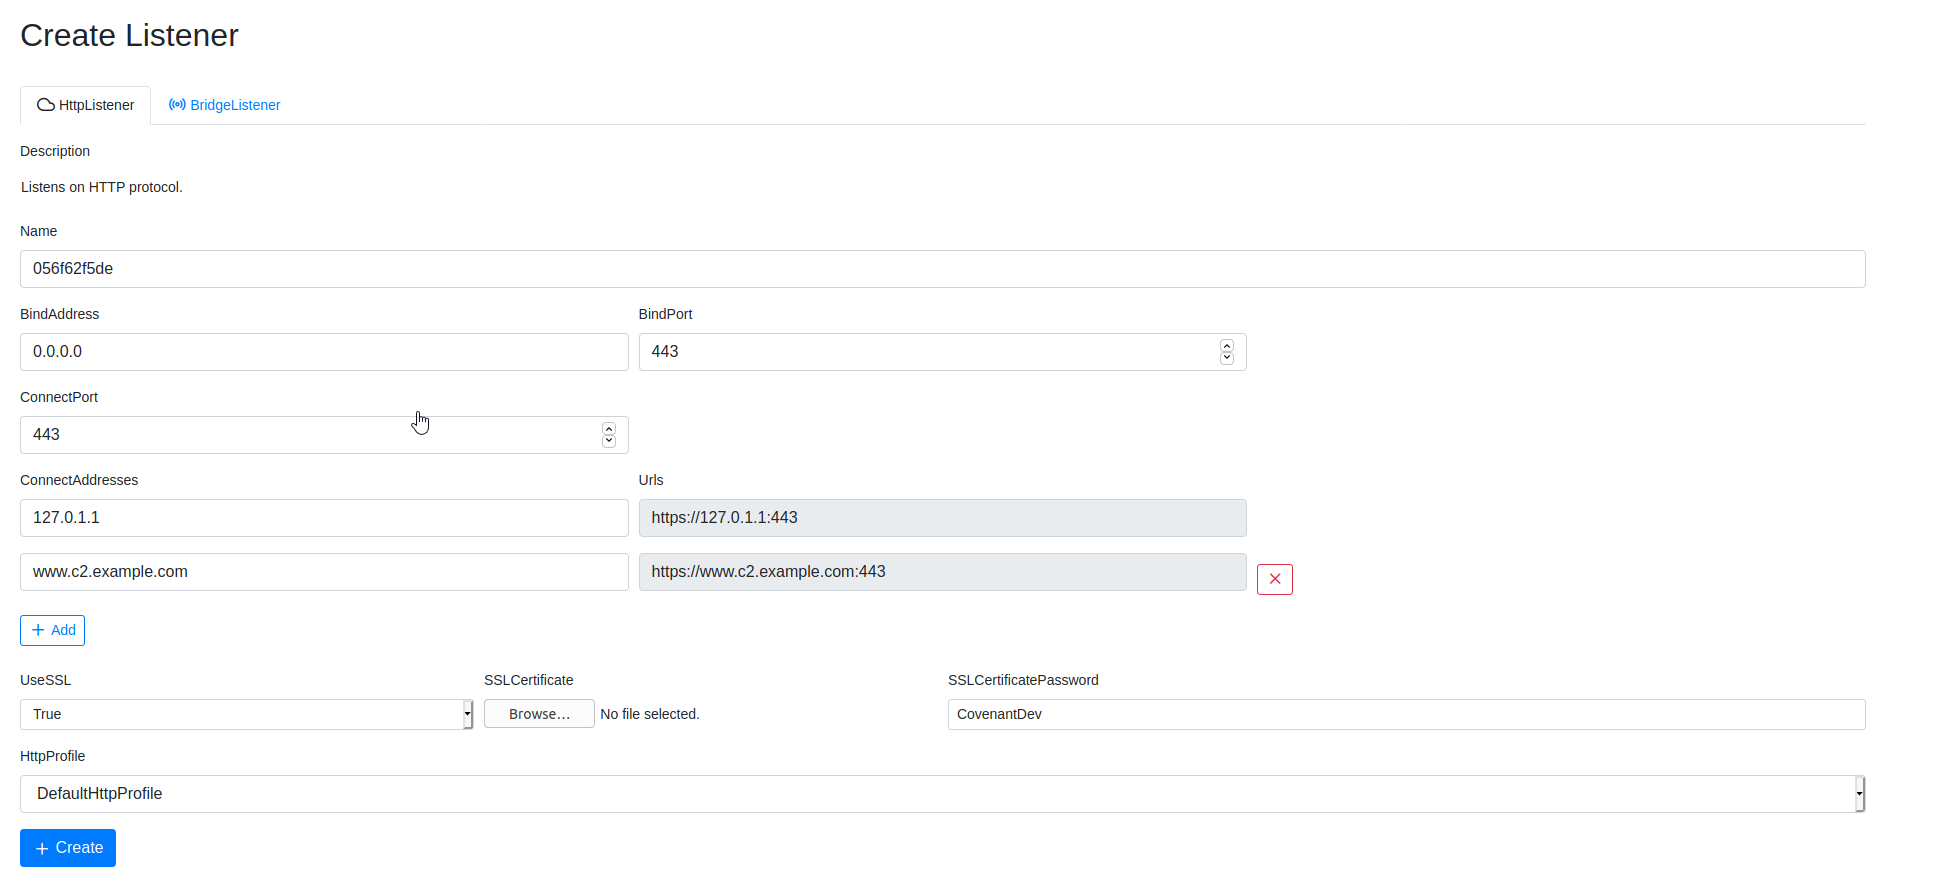 Create Listener
HttpListener BridgeListener
Description
Listens on HTTP protocol.
Name
056f62f5de
BindAddress BindPort
0.0.0.0 443
ConnectPort
443
ConnectAddresses Urls
127.0.1.1 https://127.0.1.1:443
www.c2.example.com https://www.c2.example.com:443
Add
UseSSL SSLCertificate SSLCertificatePassword
True Browse... No file selected. CovenantDev
HttpProfile
DefaultHttpProfile
Create